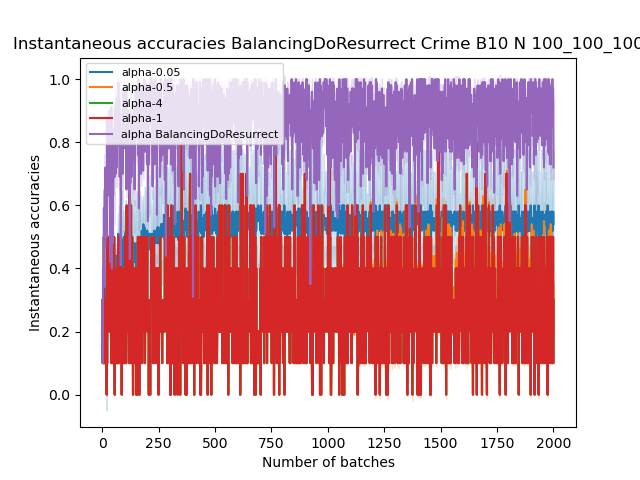 Instantaneous accuracies BalancingDoResurrect Crime B10 N 100_100_100
alpha-0.05
alpha-0.5
alpha-4
alpha-1
alpha BalancingDoResurrect
1.0
0.8
0.6
0.4
0.2
0.0
Instantaneous accuracies
0 250 500 750 1000 1250 1500 1750 2000
Number of batches